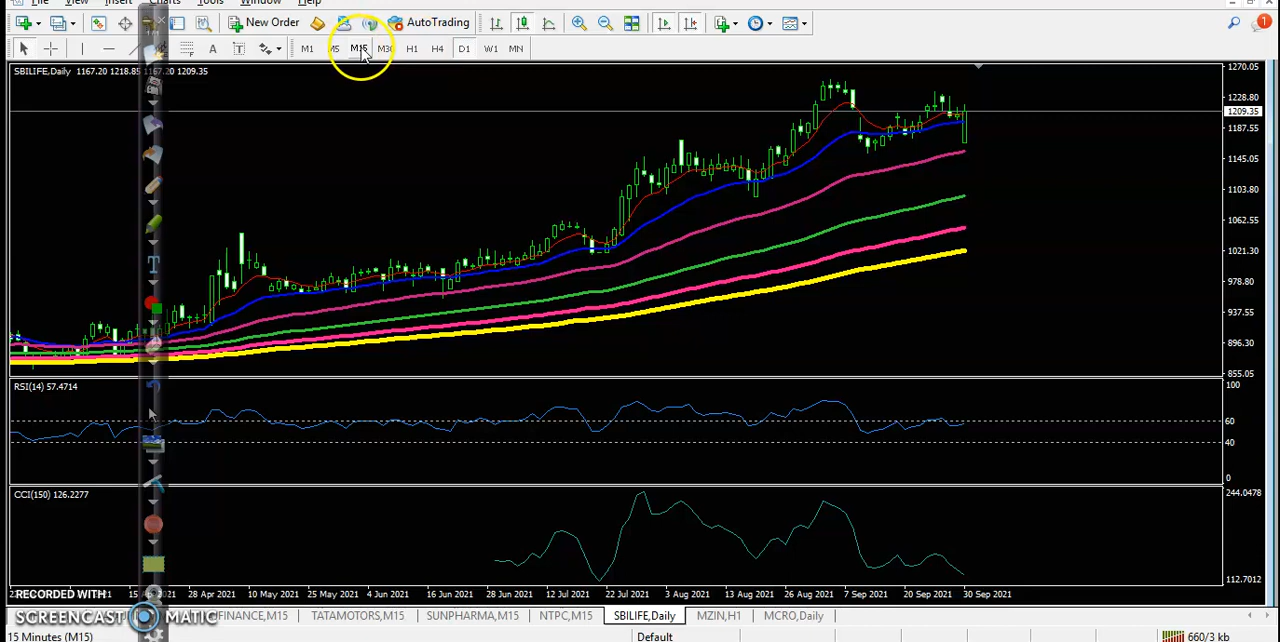 File View Insert Charts Tools Window Help
New Order AutoTrading 1
A T M1 M5 M15 M30 H1 H4 D1 W1 MN
SBILIFE,Daily 1167.20 1218.85 1167.20 1209.35
1270.05
1228.80
1209.35
1187.55
1145.05
1103.80
1062.55
1021.30
978.80
937.55
896.30
855.05
RSI(14) 57.4714
100
60
40
0
CCI(150) 126.2277
244.0478
112.7012
28 Apr 2021 10 May 2021 25 May 2021 4 Jun 2021 16 Jun 2021 28 Jun 2021 9 Jul 2021 22 Jul 2021 3 Aug 2021 13 Aug 2021 26 Aug 2021 7 Sep 2021 20 Sep 2021 30 Sep 2021
RECORDED WITH
SCREENCAST MATIC
FINANCE,M15 TATAMOTORS,M15 SUNPHARMA,M15 NTPC,M15 SBILIFE,Daily MZIN,H1 MCRO,Daily
15 Minutes (M15) Default 660/3 kb